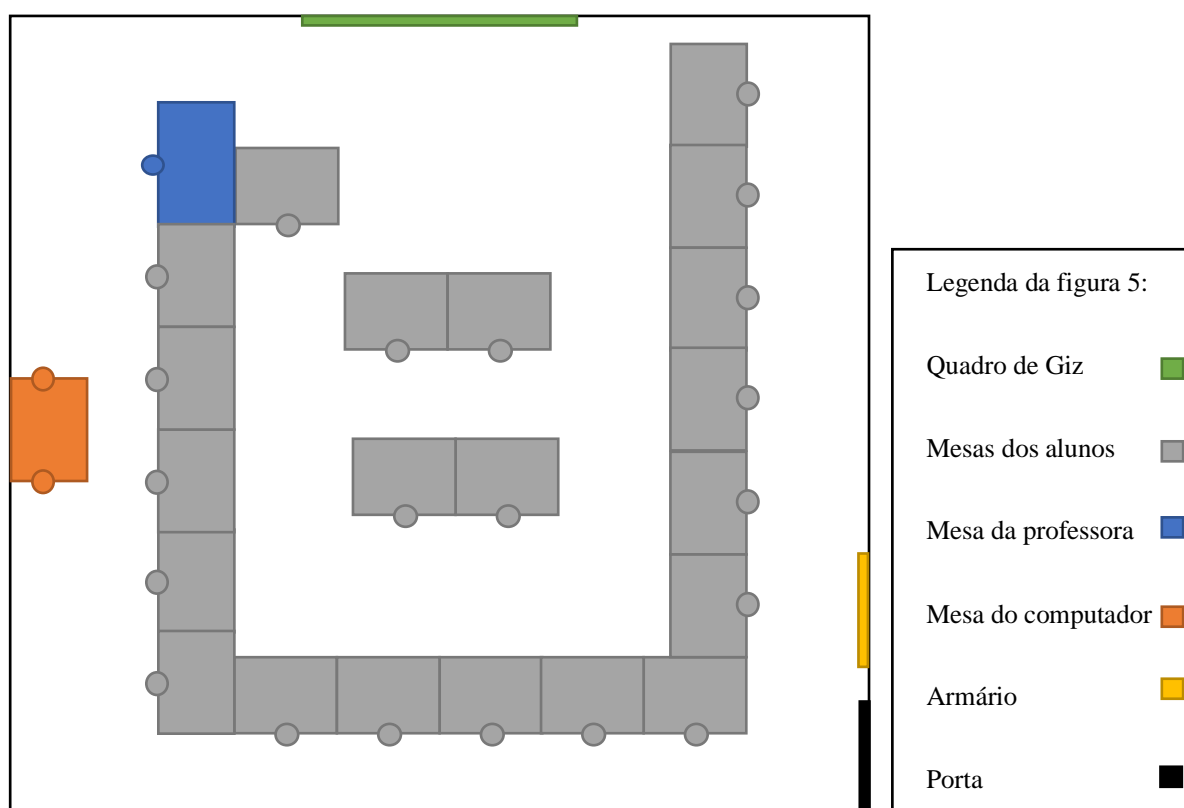 Legenda da figura 5:
Quadro de Giz
Mesas dos alunos
Mesa da professora
Mesa do computador
Armário
Porta